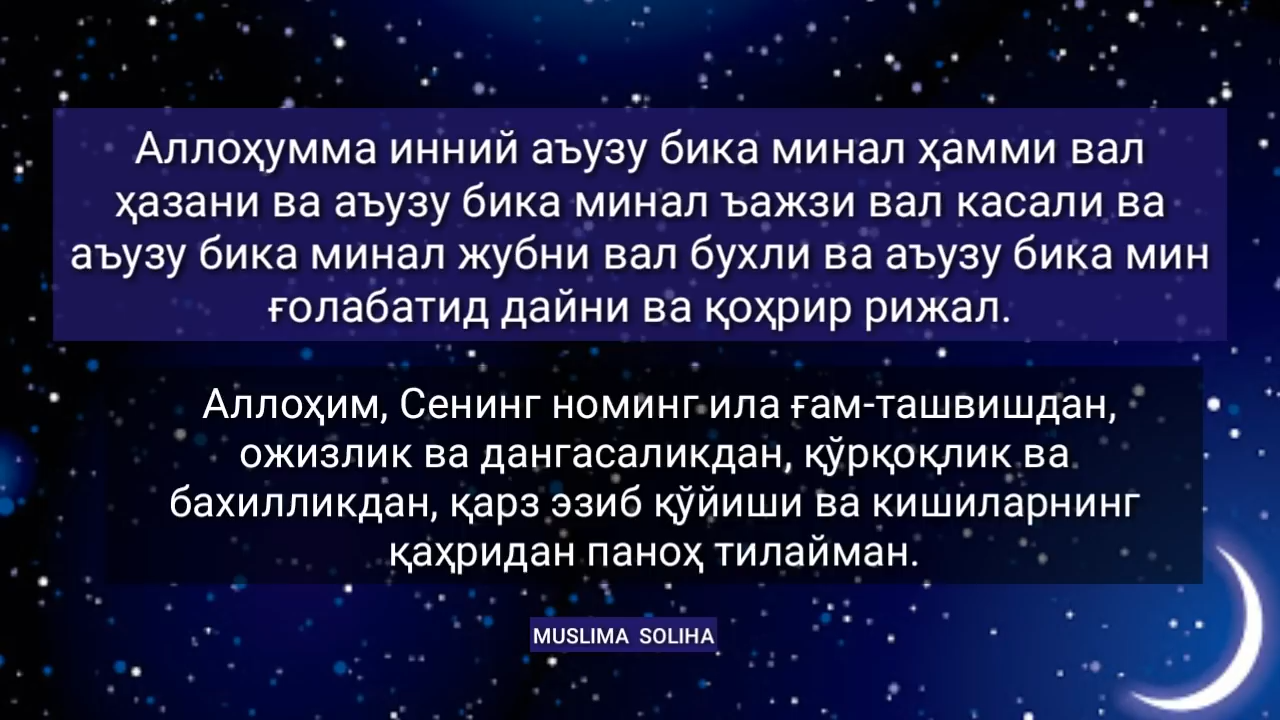 Аллоҳумма инний аъузу бика минал ҳамми вал
ҳазани ва аъузу бика минал ъажзи вал касали ва
аъузу бика минал жубни вал бухли ва аъузу бика мин
ғолабатид дайни ва қоҳрир рижал.
Аллоҳим, Сенинг номинг ила ғам-ташвишдан,
ожизлик ва дангасаликдан, қўрқоқлик ва
бахилликдан, қарз эзиб қўйиши ва кишиларнинг
қаҳридан паноҳ тилайман.
MUSLIMA SOLIHA